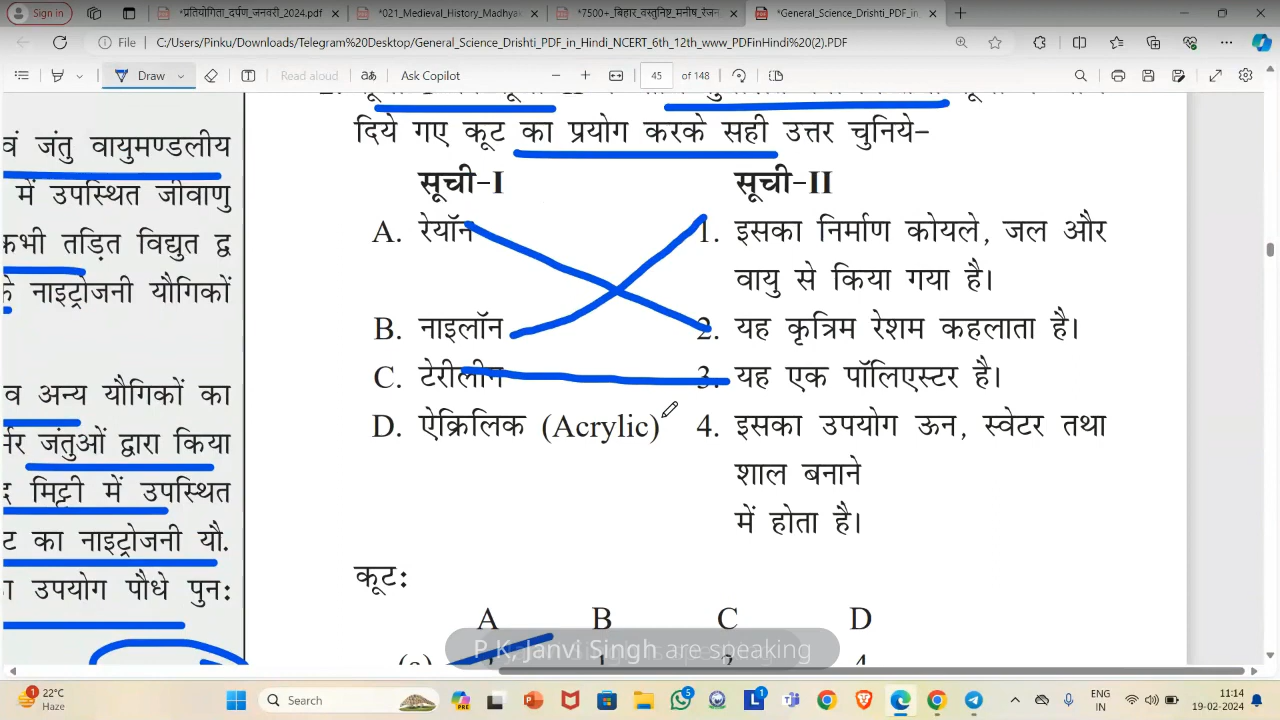 Sign in
*प्रतियोगिता_दर्पण_जनवरी_2024.pdf
*021_Medieval_History_Madhyak
*7500+_बिहार_वस्तुनिष्ठ_मनीष_रंजन
*General_Science_Drishti_PDF_in
File C:/Users/Pinku/Downloads/Telegram%20Desktop/General_Science_Drishti_PDF_in_Hindi_NCERT_6th_12th_www_PDFinHindi%20(2).PDF
Draw Read aloud Ask Copilot 45 of 148
वं जंतु वायुमण्डलीय
में उपस्थित जीवाणु
कभी तड़ित विद्युत द्व
के नाइट्रोजनी यौगिकों
व अन्य यौगिकों का
र्भर जंतुओं द्वारा किया
द मिट्टी में उपस्थित
ट का नाइट्रोजनी यौ.
ा उपयोग पौधे पुनः
दिये गए कूट का प्रयोग करके सही उत्तर चुनिये–
सूची-I सूची-II
A. रेयॉन 1. इसका निर्माण कोयले, जल और
वायु से किया गया है।
B. नाइलॉन 2. यह कृत्रिम रेशम कहलाता है।
C. टेरीलीन 3. यह एक पॉलिएस्टर है।
D. ऐक्रिलिक (Acrylic) 4. इसका उपयोग ऊन, स्वेटर तथा
शाल बनाने
में होता है।
कूटः
A B C D
P K, Janvi Singh are speaking
22°C
Haze
Search
ENG
IN
11:14
19-02-2024